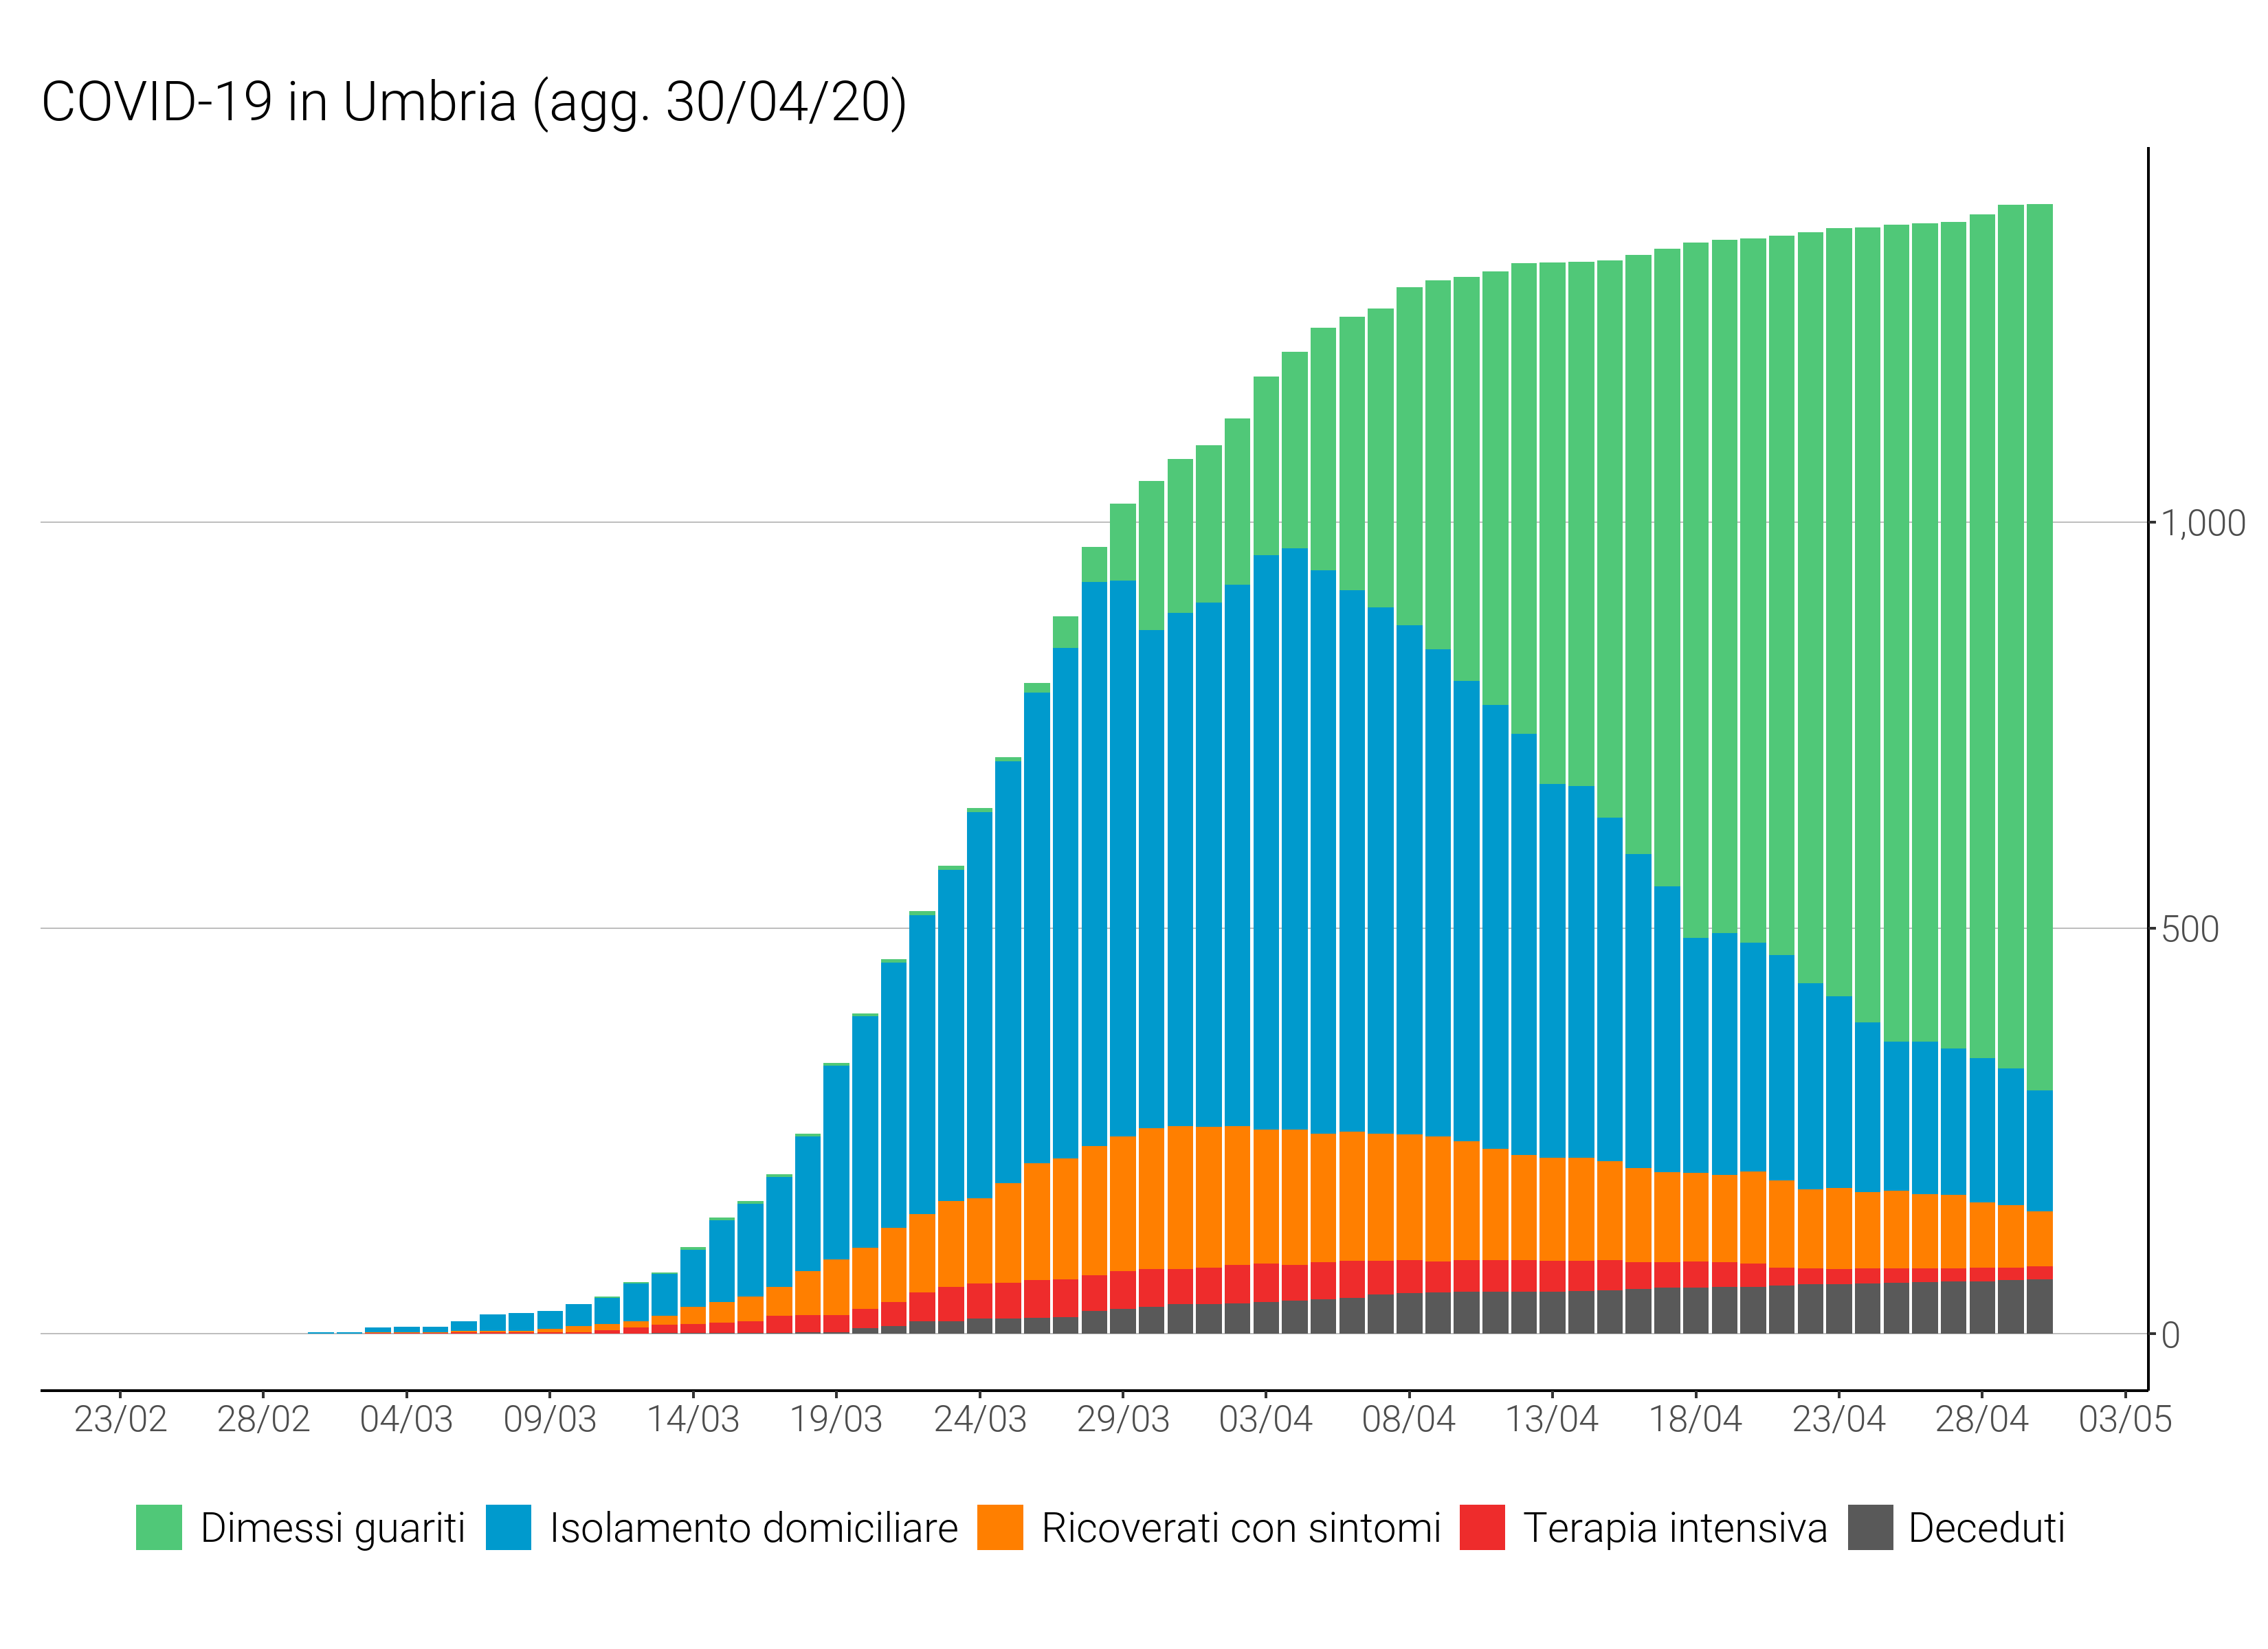 COVID-19 in Umbria (agg. 30/04/20)
1,000
500
0
23/02 28/02 04/03 09/03 14/03 19/03 24/03 29/03 03/04 08/04 13/04 18/04 23/04 28/04 03/05
Dimessi guariti Isolamento domiciliare Ricoverati con sintomi Terapia intensiva Deceduti